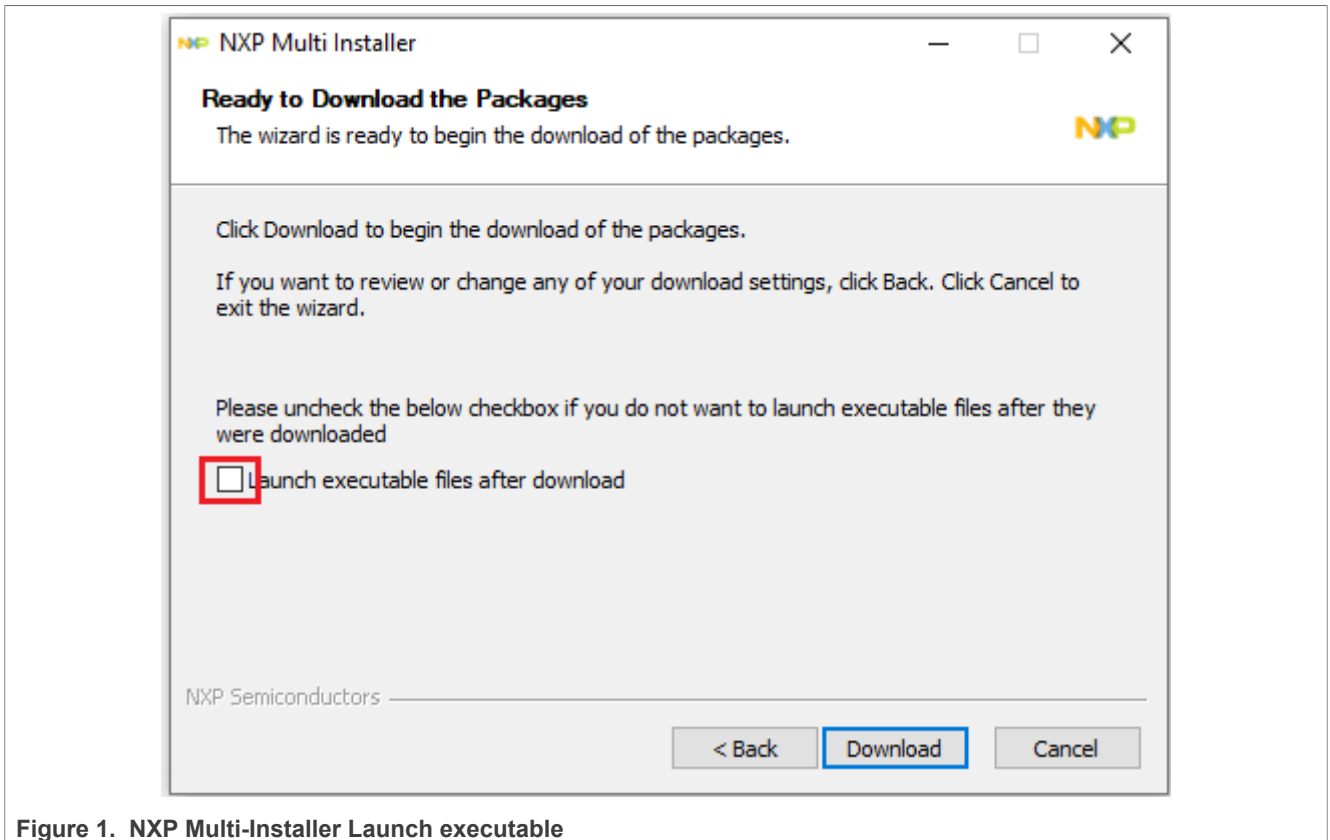 NXP Multi Installer
Ready to Download the Packages
The wizard is ready to begin the download of the packages.
NXP
Click Download to begin the download of the packages.
If you want to review or change any of your download settings, click Back. Click Cancel to
exit the wizard.
Please uncheck the below checkbox if you do not want to launch executable files after they
were downloaded
Launch executable files after download
NXP Semiconductors
< Back Download Cancel
Figure 1. NXP Multi-Installer Launch executable